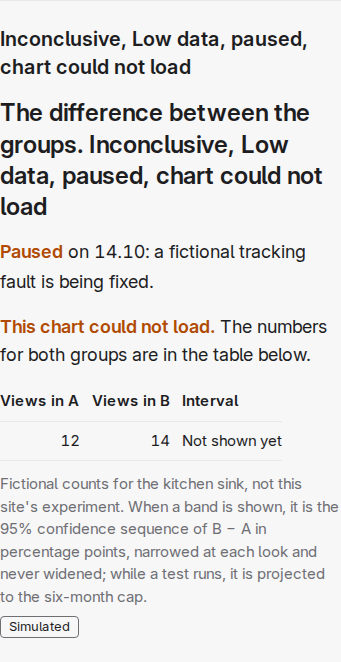 Inconclusive, Low data, paused,
chart could not load
The difference between the
groups. Inconclusive, Low
data, paused, chart could not
load
Paused on 14.10: a fictional tracking
fault is being fixed.
This chart could not load. The numbers
for both groups are in the table below.
Views in A Views in B Interval
12 14 Not shown yet
Fictional counts for the kitchen sink, not this
site's experiment. When a band is shown, it is the
95% confidence sequence of B − A in
percentage points, narrowed at each look and
never widened; while a test runs, it is projected
to the six-month cap.
Simulated